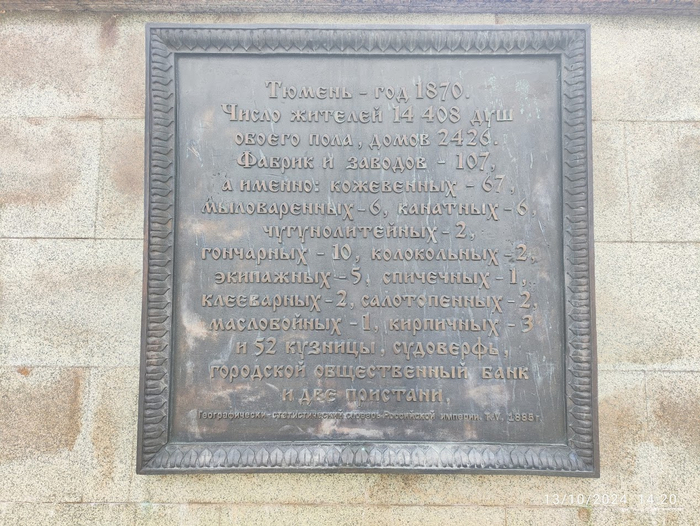 Тюмень - год 1870.
Число жителей 14 408 душ
обоего пола, домов 2426.
Фабрик и заводов - 107,
а именно: кожевенных - 67,
мыловаренных - 6, канатных - 6,
чугунолитейных - 2,
гончарных - 10, колокольных - 2,
экипажных - 5, спичечных - 1,
клееварных - 2, салотопенных - 2,
маслобойных - 1, кирпичных - 3
и 52 кузницы, судоверфь,
городской общественный банк
и две пристани,
Географически-статистический словарь Российской империи. Т. V. 1885 г.
13/10/2024 14:20